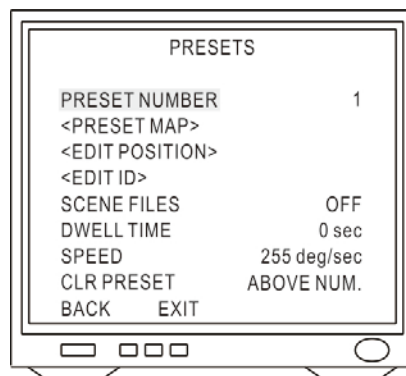 PRESETS
PRESET NUMBER 1
<PRESET MAP>
<EDIT POSITION>
<EDIT ID>
SCENE FILES OFF
DWELL TIME 0 sec
SPEED 255 deg/sec
CLR PRESET ABOVE NUM.
BACK EXIT